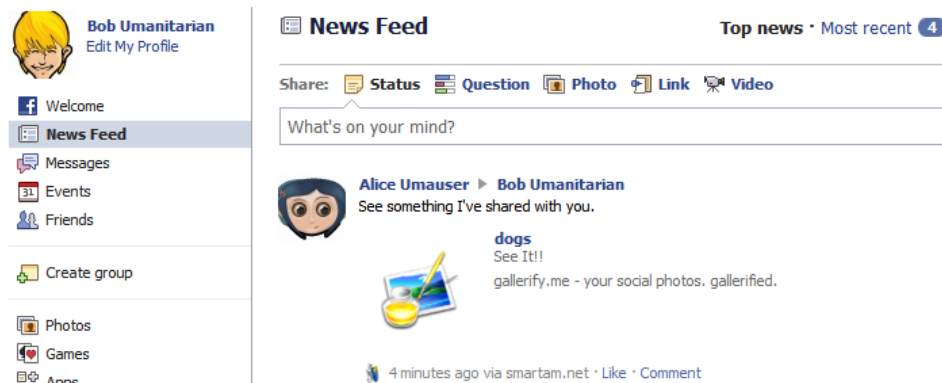 Bob Umanitarian
Edit My Profile
Welcome
News Feed
Messages
31 Events
Friends
Create group
Photos
Games
Apps
News Feed
Top news · Most recent 4
Share: Status Question Photo Link Video
What's on your mind?
Alice Umauser ▶ Bob Umanitarian
See something I've shared with you.
dogs
See It!!
gallerify.me - your social photos. gallerified.
4 minutes ago via smartam.net · Like · Comment